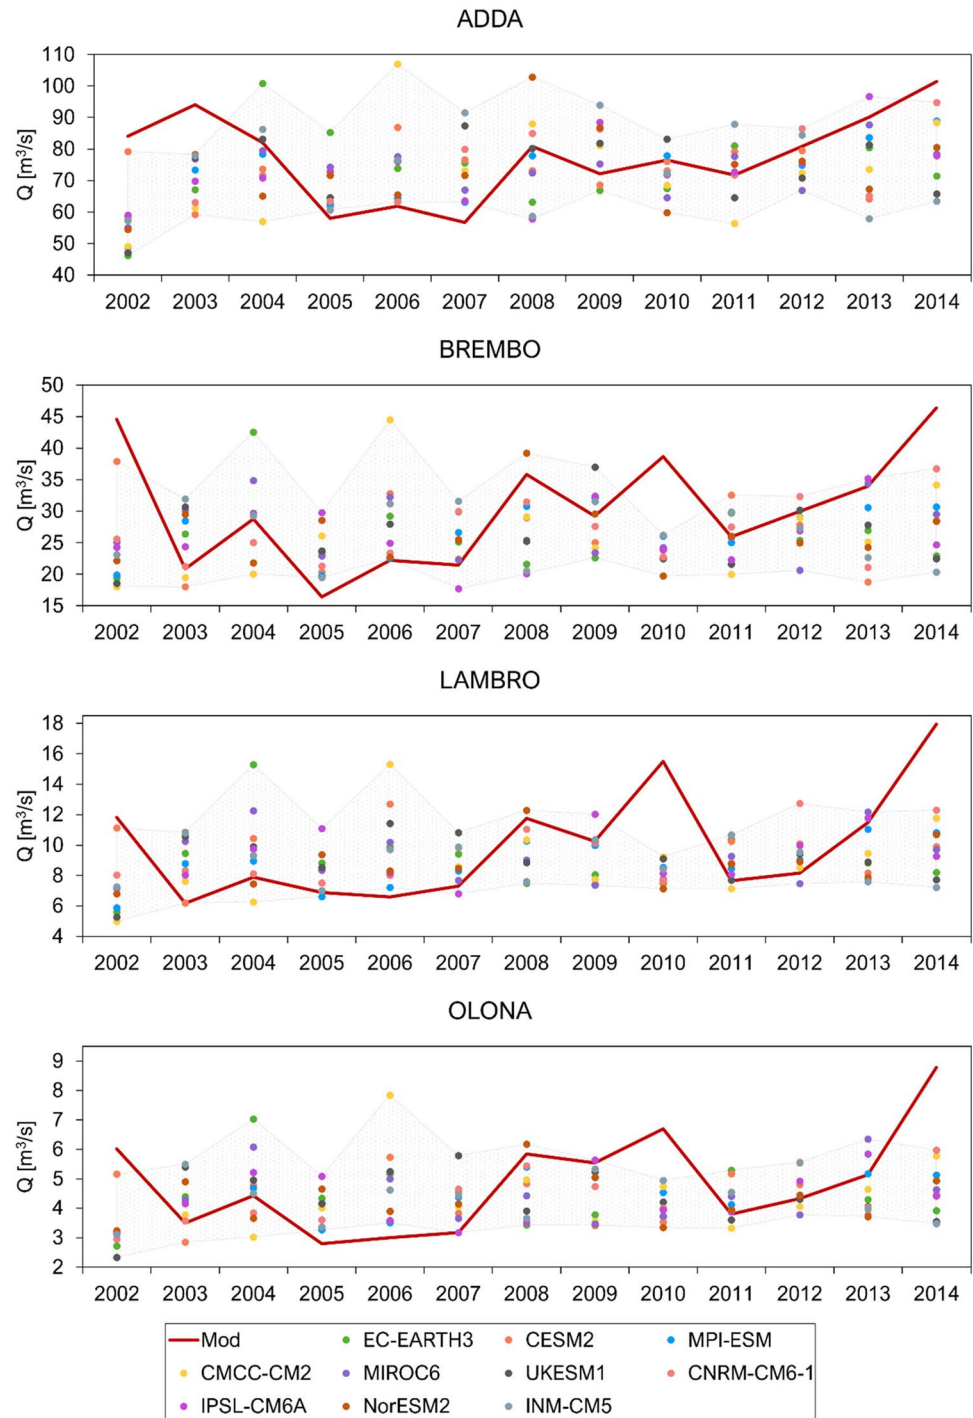 ADDA
110
100
90
80
70
60
50
40
Q [m³/s]
2002 2003 2004 2005 2006 2007 2008 2009 2010 2011 2012 2013 2014
BREMBO
50
45
40
35
30
25
20
15
Q [m³/s]
2002 2003 2004 2005 2006 2007 2008 2009 2010 2011 2012 2013 2014
LAMBRO
18
16
14
12
10
8
6
4
Q [m³/s]
2002 2003 2004 2005 2006 2007 2008 2009 2010 2011 2012 2013 2014
OLONA
9
8
7
6
5
4
3
2
Q [m³/s]
2002 2003 2004 2005 2006 2007 2008 2009 2010 2011 2012 2013 2014
Mod EC-EARTH3 CESM2 MPI-ESM
CMCC-CM2 MIROC6 UKESM1 CNRM-CM6-1
IPSL-CM6A NorESM2 INM-CM5